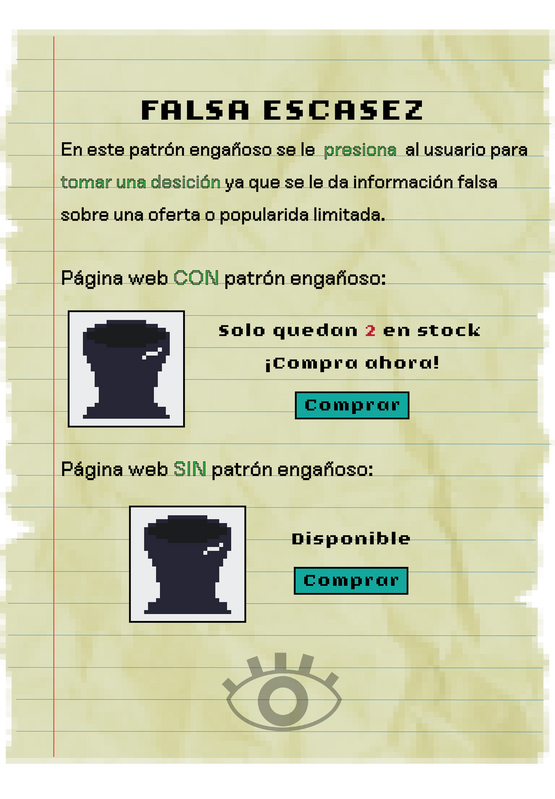 FALSA ESCASEZ
En este patrón engañoso se le presiona al usuario para
tomar una desición ya que se le da información falsa
sobre una oferta o popularida limitada.
Página web CON patrón engañoso:
Solo quedan 2 en stock
¡Compra ahora!
Comprar
Página web SIN patrón engañoso:
Disponible
Comprar